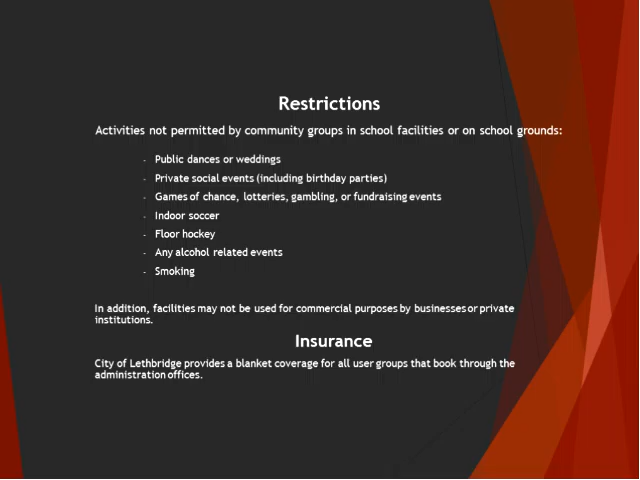 Restrictions
Activities not permitted by community groups in school facilities or on school grounds:
- Public dances or weddings
- Private social events (including birthday parties)
- Games of chance, lotteries, gambling, or fundraising events
- Indoor soccer
- Floor hockey
- Any alcohol related events
- Smoking
In addition, facilities may not be used for commercial purposes by businesses or private
institutions.
Insurance
City of Lethbridge provides a blanket coverage for all user groups that book through the
administration offices.